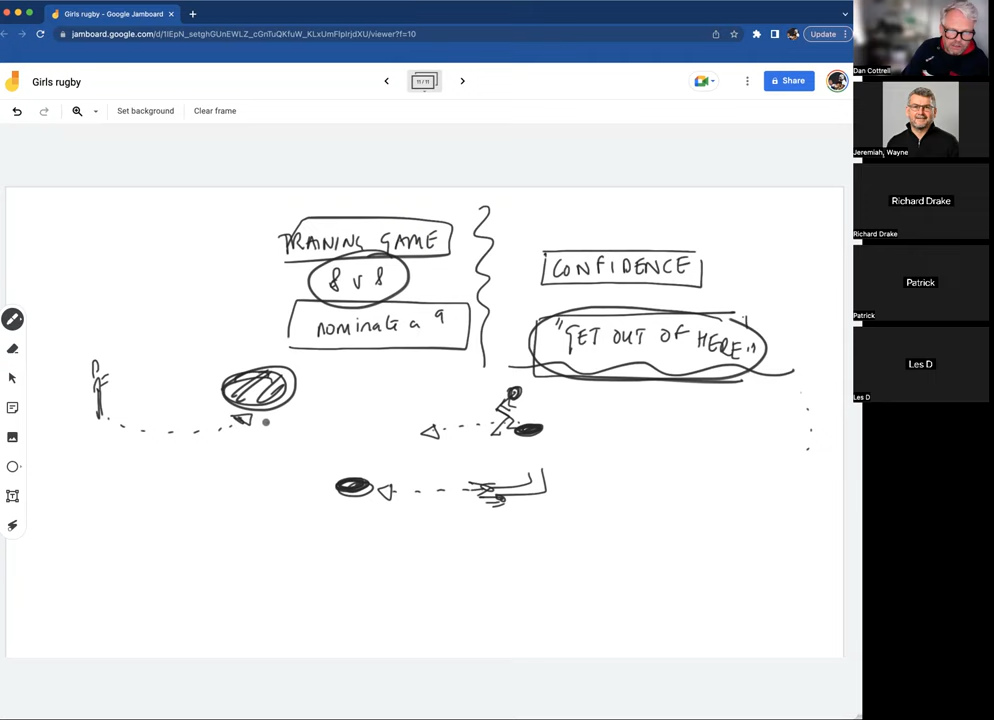 Girls rugby - Google Jamboard
jamboard.google.com/d/1IEpN_setghGUnEWLZ_cGnTuQKfuW_KLxUmFlpIrjdXU/viewer?f=10
Update
Girls rugby
11 / 11
Share
Set background
Clear frame
TRAINING GAME
8 v 8
nominate a 9
CONFIDENCE
"GET OUT OF HERE"
Dan Cottrell
Jeremiah, Wayne
Richard Drake
Richard Drake
Patrick
Patrick
Les D
Les D